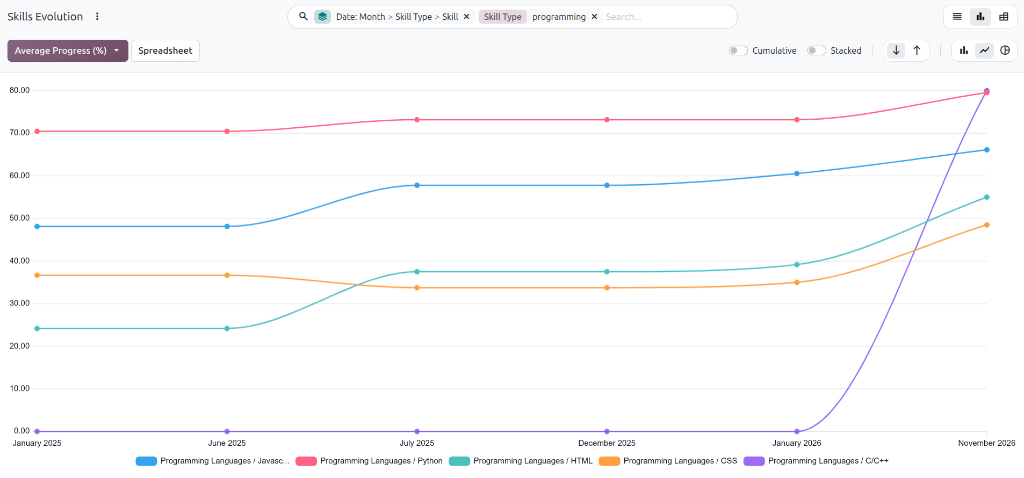 Skills Evolution
Date: Month > Skill Type > Skill × Skill Type programming × Search...
Average Progress (%) Spreadsheet Cumulative Stacked
80.00
70.00
60.00
50.00
40.00
30.00
20.00
10.00
0.00
January 2025 June 2025 July 2025 December 2025 January 2026 November 2026
Programming Languages / Javasc... Programming Languages / Python Programming Languages / HTML Programming Languages / CSS Programming Languages / C/C++